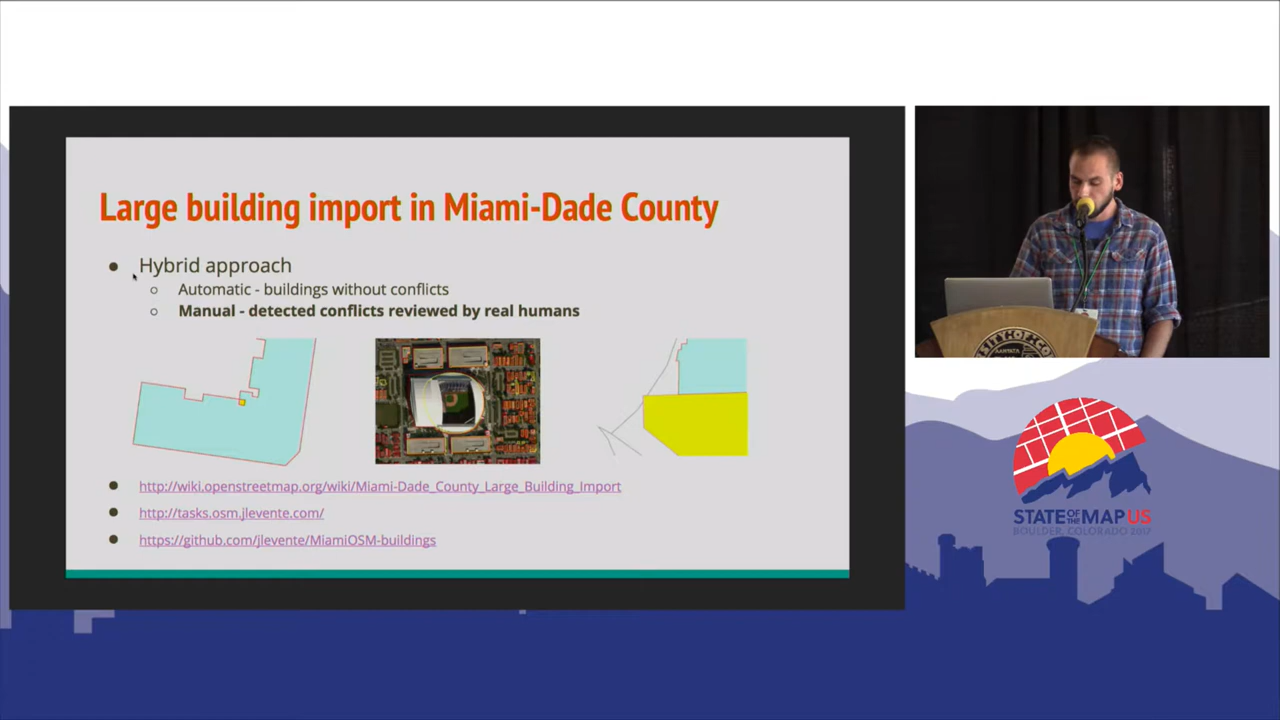 Large building import in Miami-Dade County
● Hybrid approach
○ Automatic - buildings without conflicts
○ Manual - detected conflicts reviewed by real humans
● http://wiki.openstreetmap.org/wiki/Miami-Dade_County_Large_Building_Import
● http://tasks.osm.jlevente.com/
● https://github.com/jlevente/MiamiOSM-buildings
STATE OF THE MAP US
BOULDER, COLORADO 2017